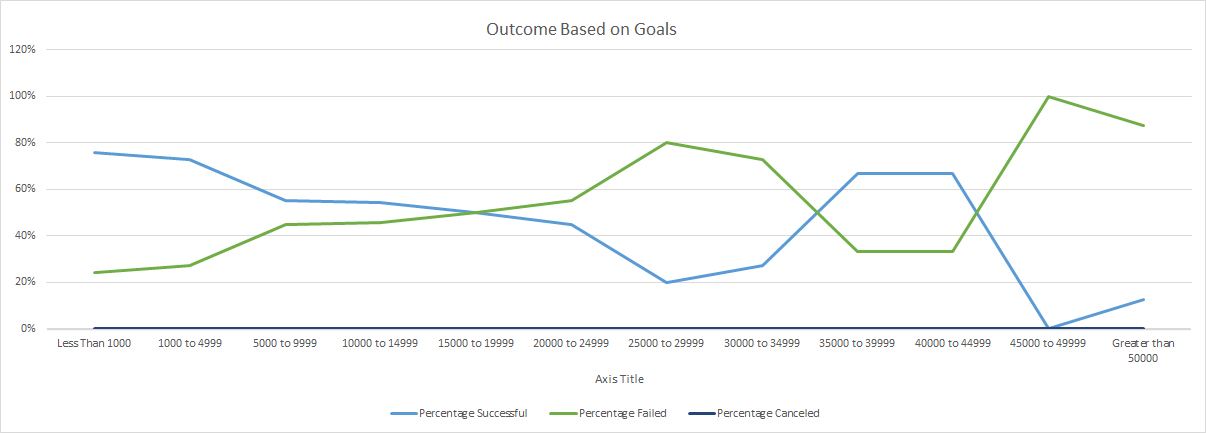 Outcome Based on Goals
120%
100%
80%
60%
40%
20%
0%
Less Than 1000 1000 to 4999 5000 to 9999 10000 to 14999 15000 to 19999 20000 to 24999 25000 to 29999 30000 to 34999 35000 to 39999 40000 to 44999 45000 to 49999 Greater than
50000
Axis Title
Percentage Successful Percentage Failed Percentage Canceled